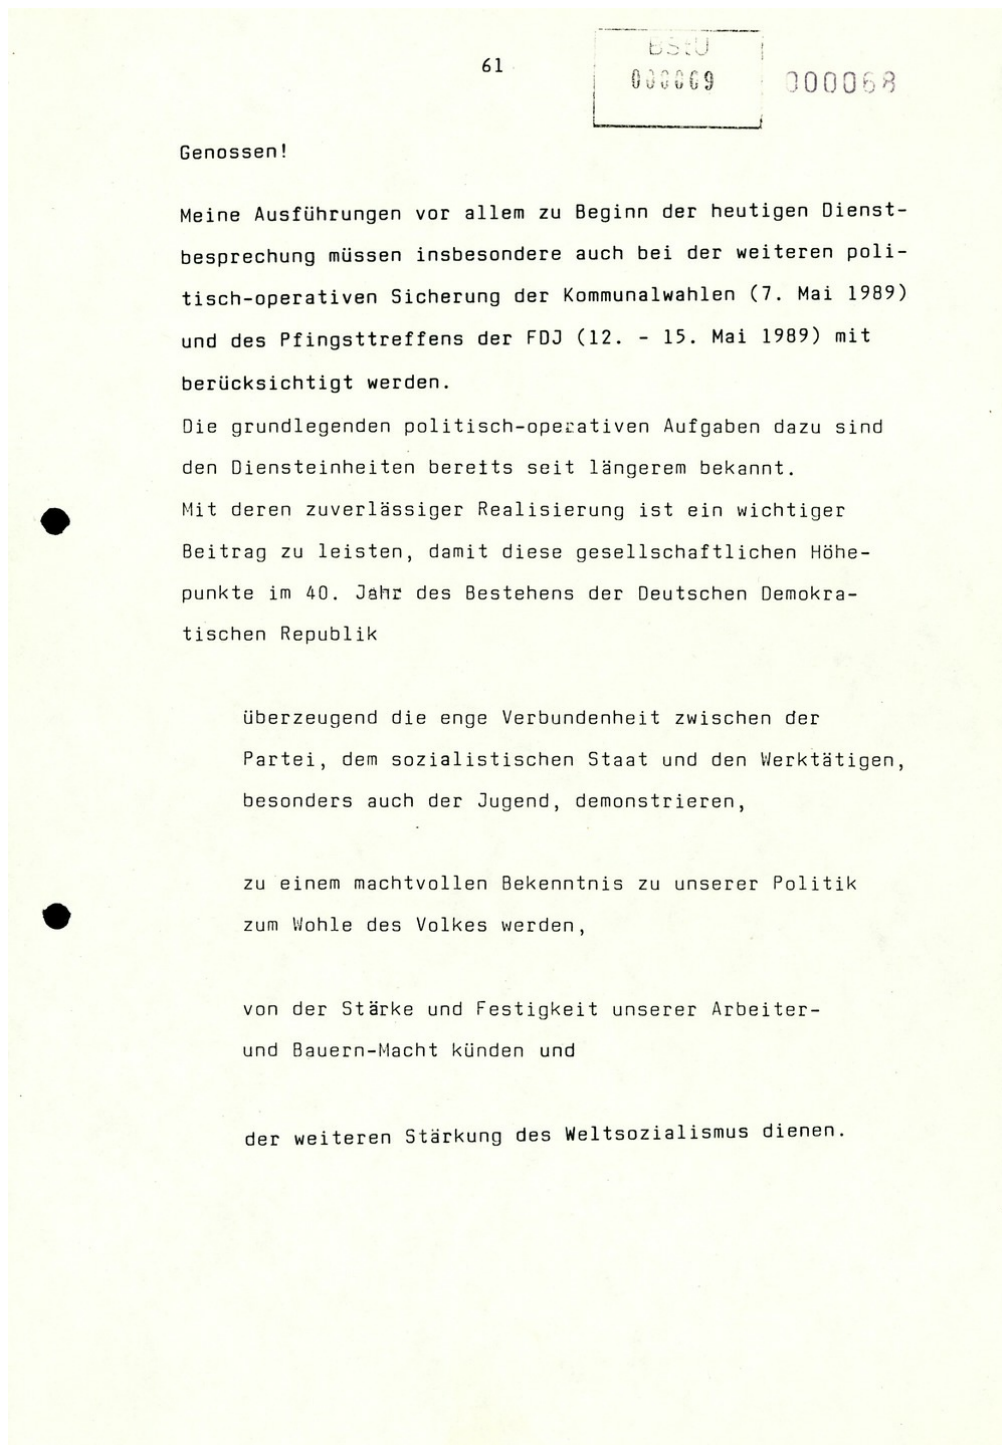 61
BStU
000069
000068
Genossen!
Meine Ausführungen vor allem zu Beginn der heutigen Dienst-
besprechung müssen insbesondere auch bei der weiteren poli-
tisch-operativen Sicherung der Kommunalwahlen (7. Mai 1989)
und des Pfingsttreffens der FDJ (12. - 15. Mai 1989) mit
berücksichtigt werden.
Die grundlegenden politisch-operativen Aufgaben dazu sind
den Diensteinheiten bereits seit längerem bekannt.
Mit deren zuverlässiger Realisierung ist ein wichtiger
Beitrag zu leisten, damit diese gesellschaftlichen Höhe-
punkte im 40. Jahr des Bestehens der Deutschen Demokra-
tischen Republik
überzeugend die enge Verbundenheit zwischen der
Partei, dem sozialistischen Staat und den Werktätigen,
besonders auch der Jugend, demonstrieren,
zu einem machtvollen Bekenntnis zu unserer Politik
zum Wohle des Volkes werden,
von der Stärke und Festigkeit unserer Arbeiter-
und Bauern-Macht künden und
der weiteren Stärkung des Weltsozialismus dienen.